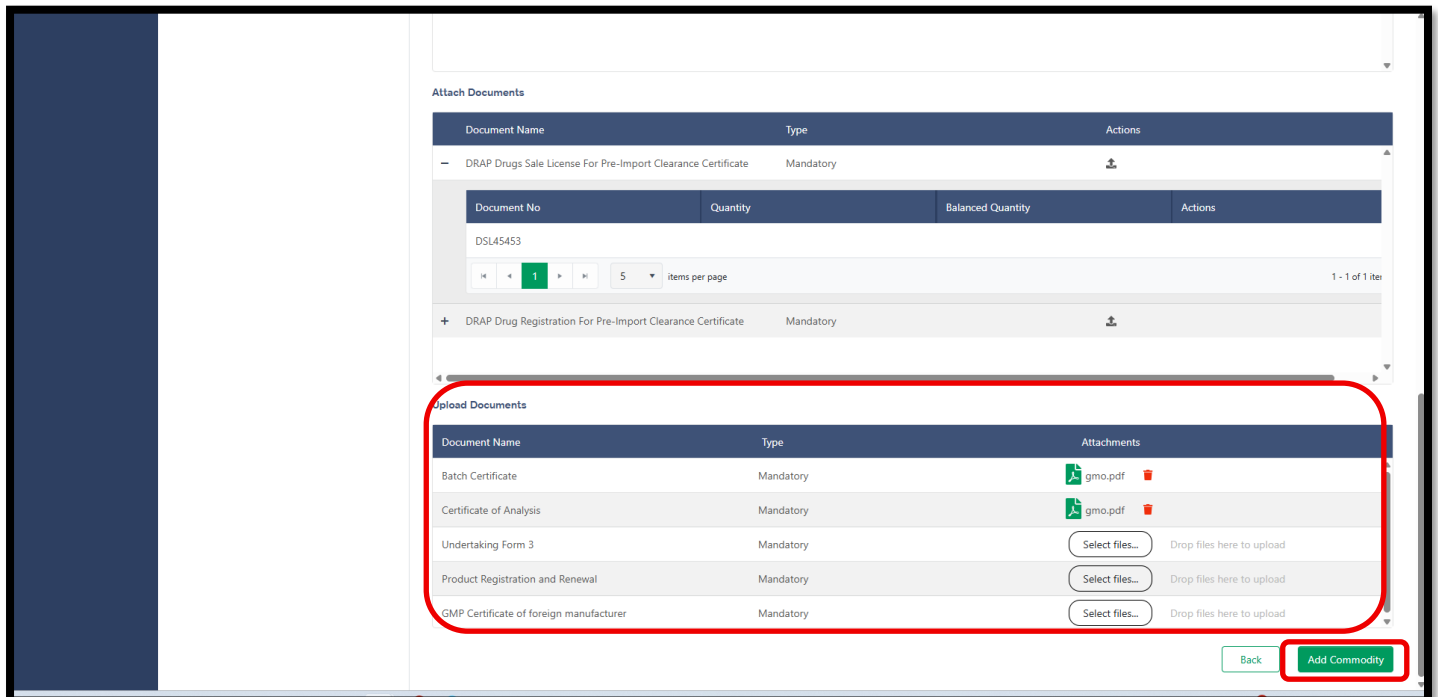 Attach Documents
Document Name Type Actions
DRAP Drugs Sale License For Pre-Import Clearance Certificate Mandatory
Document No Quantity Balanced Quantity Actions
DSL45453
1 5 items per page 1 - 1 of 1
DRAP Drug Registration For Pre-Import Clearance Certificate Mandatory
Upload Documents
Document Name Type Attachments
Batch Certificate Mandatory gmo.pdf
Certificate of Analysis Mandatory gmo.pdf
Undertaking Form 3 Mandatory Select files... Drop files here to upload
Product Registration and Renewal Mandatory Select files... Drop files here to upload
GMP Certificate of foreign manufacturer Mandatory Select files... Drop files here to upload
Back Add Commodity